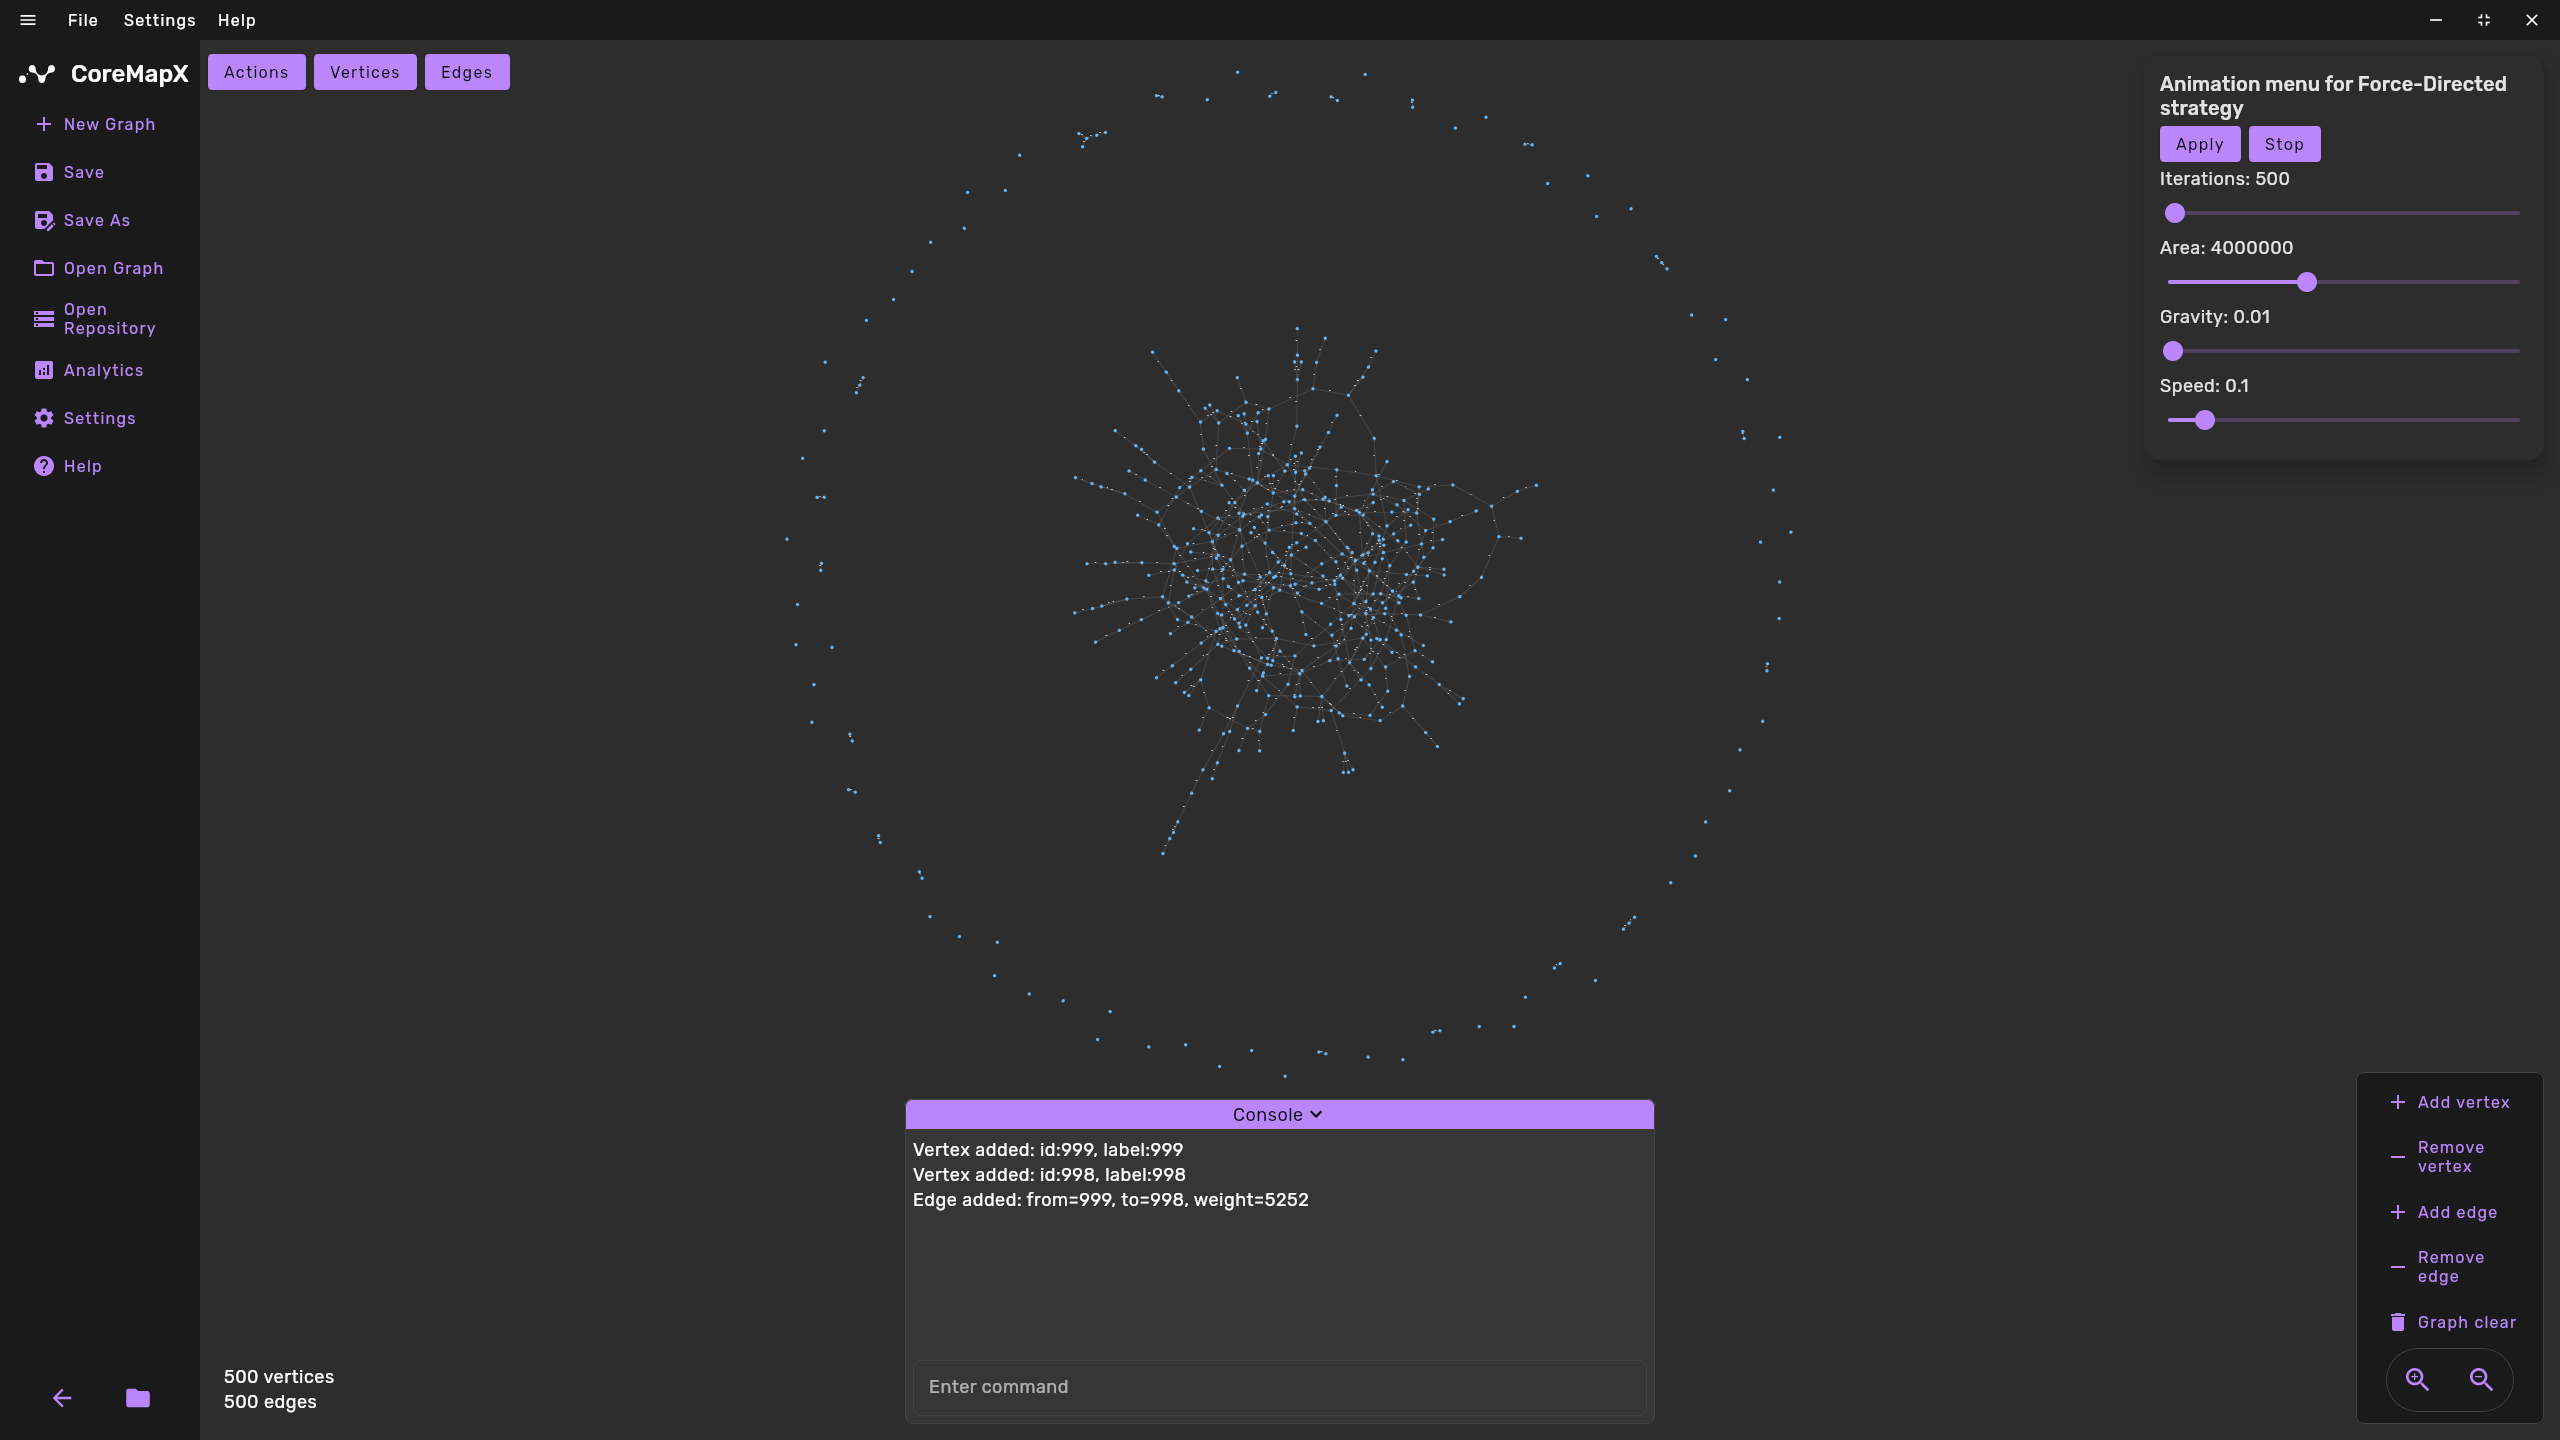 File Settings Help
CoreMapX
New Graph
Save
Save As
Open Graph
Open
Repository
Analytics
Settings
Help
Actions Vertices Edges
Animation menu for Force-Directed
strategy
Apply Stop
Iterations: 500
Area: 4000000
Gravity: 0.01
Speed: 0.1
Console
Vertex added: id:999, label:999
Vertex added: id:998, label:998
Edge added: from=999, to=998, weight=5252
Enter command
500 vertices
500 edges
Add vertex
Remove
vertex
Add edge
Remove
edge
Graph clear